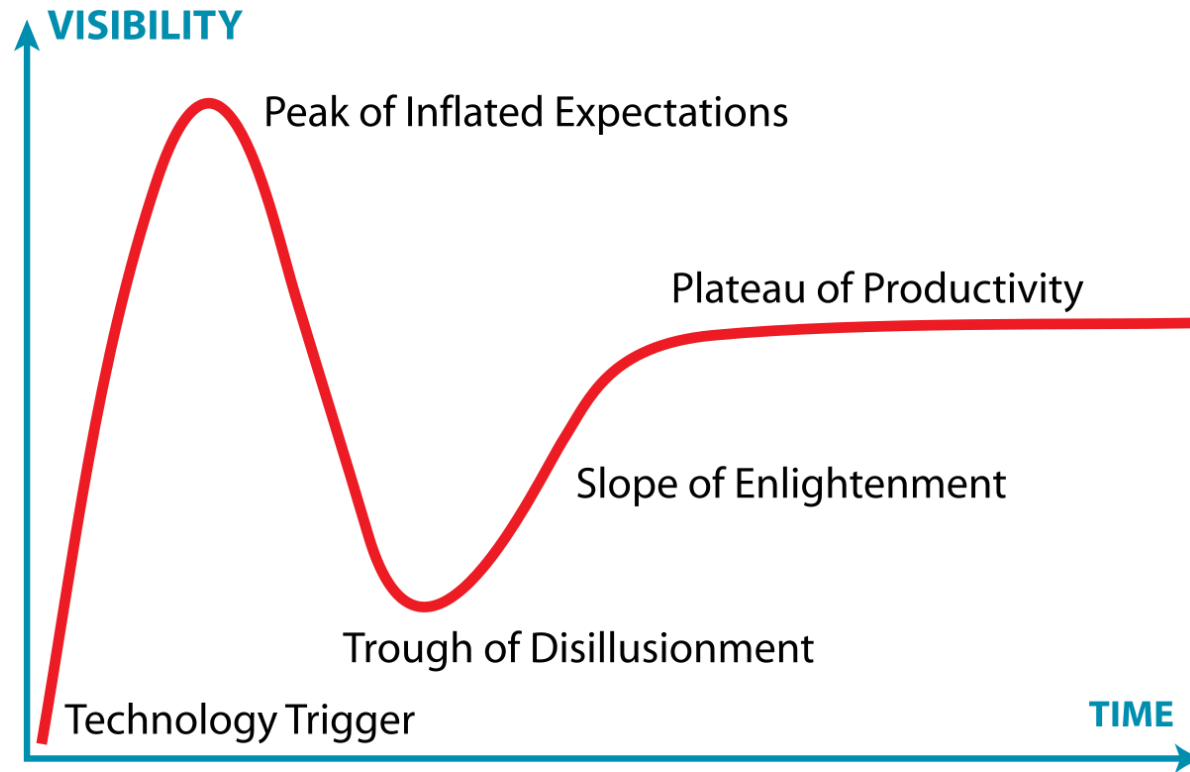 VISIBILITY
Peak of Inflated Expectations
Plateau of Productivity
Slope of Enlightenment
Trough of Disillusionment
Technology Trigger
TIME